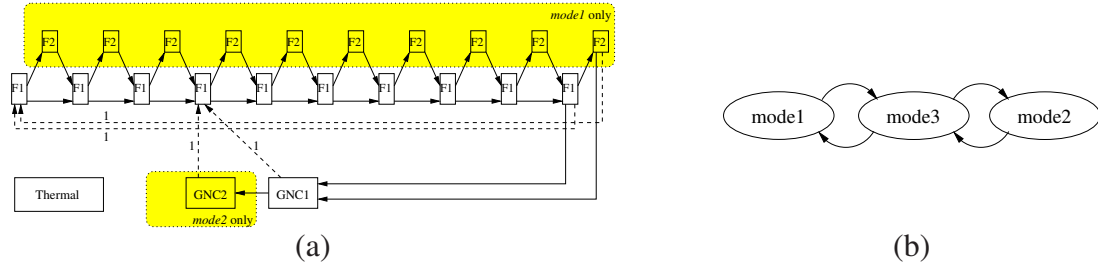 mode1 only
F2 F2 F2 F2 F2 F2 F2 F2 F2 F2
F1 F1 F1 F1 F1 F1 F1 F1 F1 F1
1
1
1 1
Thermal GNC2 GNC1
mode2 only
(a)
mode1 mode3 mode2
(b)